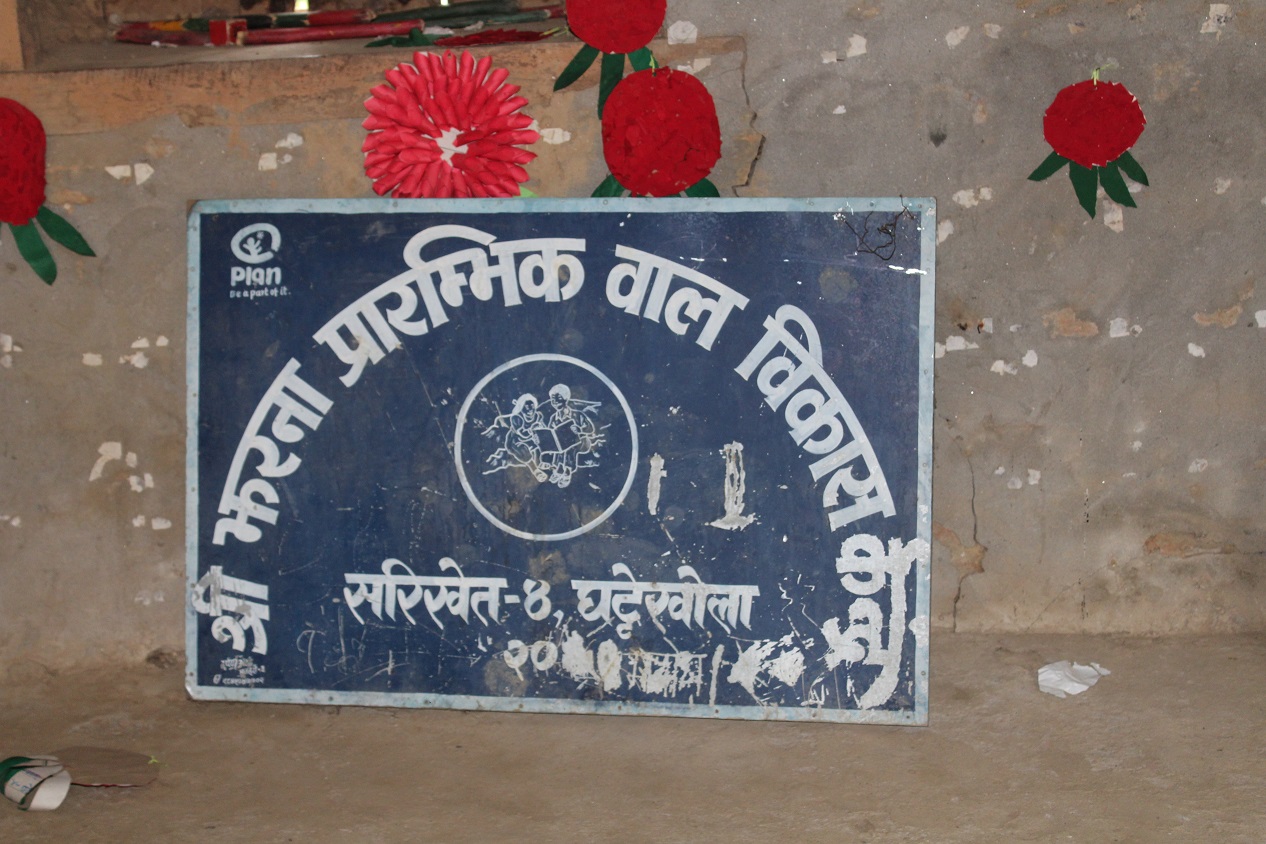 Plan
Be a part of it.
श्री झरना प्रारम्भिक वाल विकास केन्द्र
सरिखेत-४, घट्टेखोला